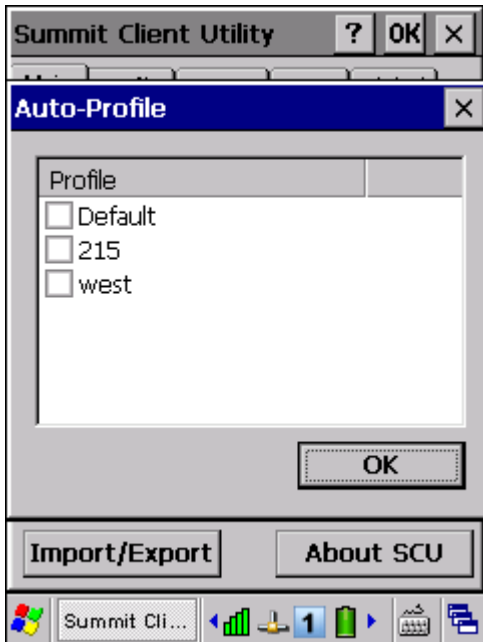 Summit Client Utility ? OK ×
Auto-Profile ×
Profile
Default
215
west
OK
Import/Export About SCU
Summit Cli... 1